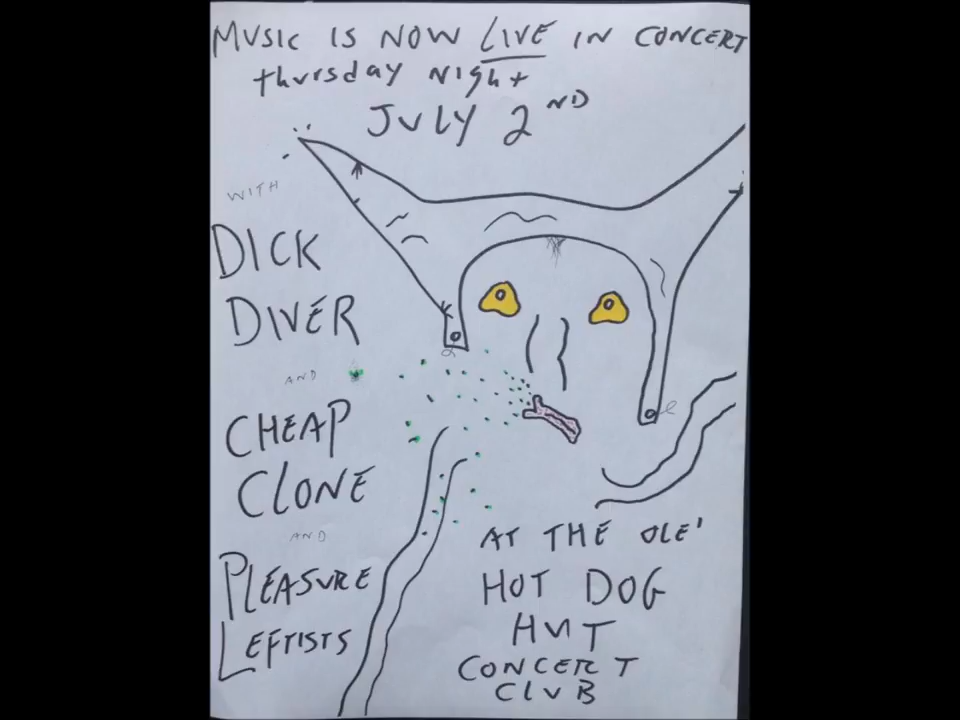 MUSIC IS NOW LIVE IN CONCERT
thursday night
JULY 2ND
WITH
DICK
DIVER
AND
CHEAP
CLONE
AND
PLEASURE
LEFTISTS
AT THE OLE'
HOT DOG
HUT
CONCERT
CLUB